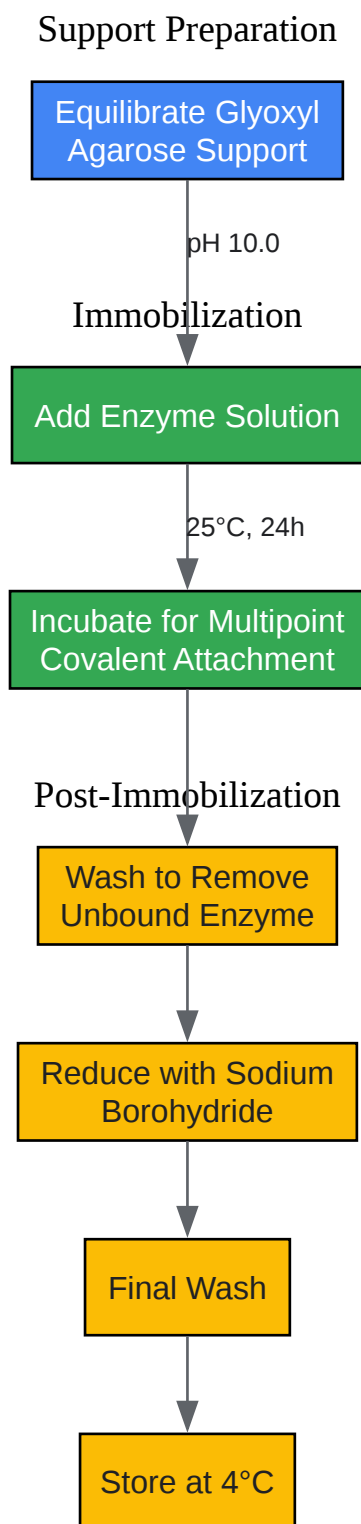 Support Preparation
Equilibrate Glyoxyl
Agarose Support
pH 10.0
Immobilization
Add Enzyme Solution
25°C, 24h
Incubate for Multipoint
Covalent Attachment
Post-Immobilization
Wash to Remove
Unbound Enzyme
Reduce with Sodium
Borohydride
Final Wash
Store at 4°C